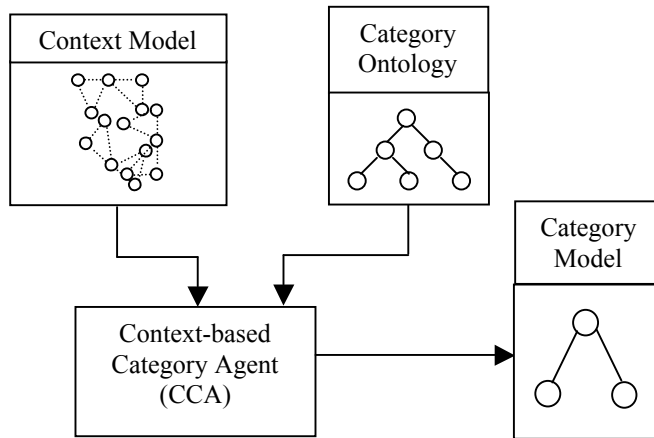 Context Model
Category
Ontology
Category
Model
Context-based
Category Agent
(CCA)